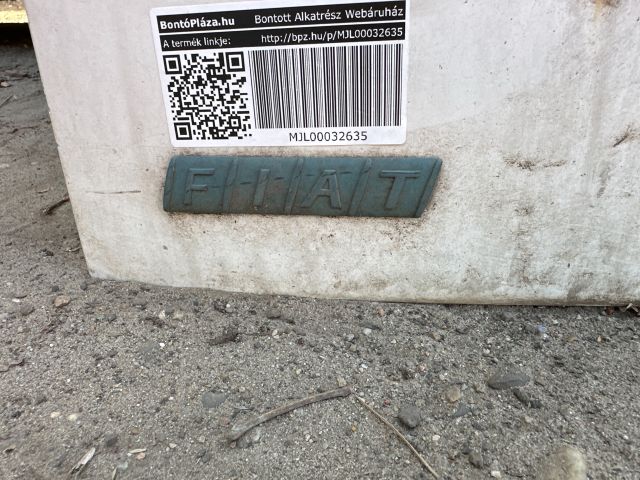 BontóPláza.hu Bontott Alkatrész Webáruház
A termék linkje: http://bpz.hu/p/MJL00032635
MJL00032635
FIAT